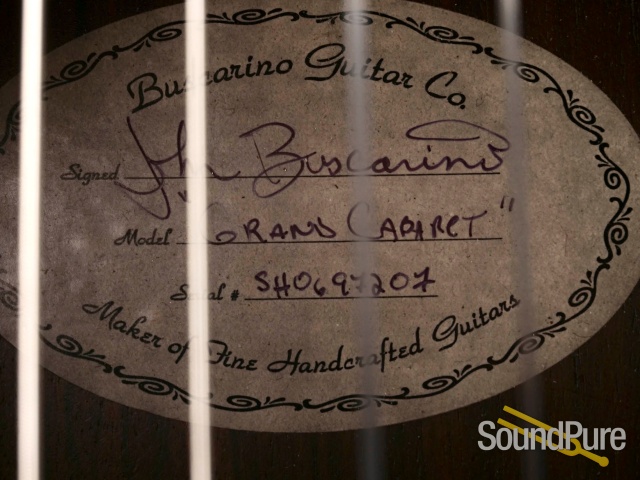 Buscarino Guitar Co.
Signed John Buscarino
Model "Grand Cabaret"
Serial # SH0697207
Maker of Fine Handcrafted Guitars
SoundPure